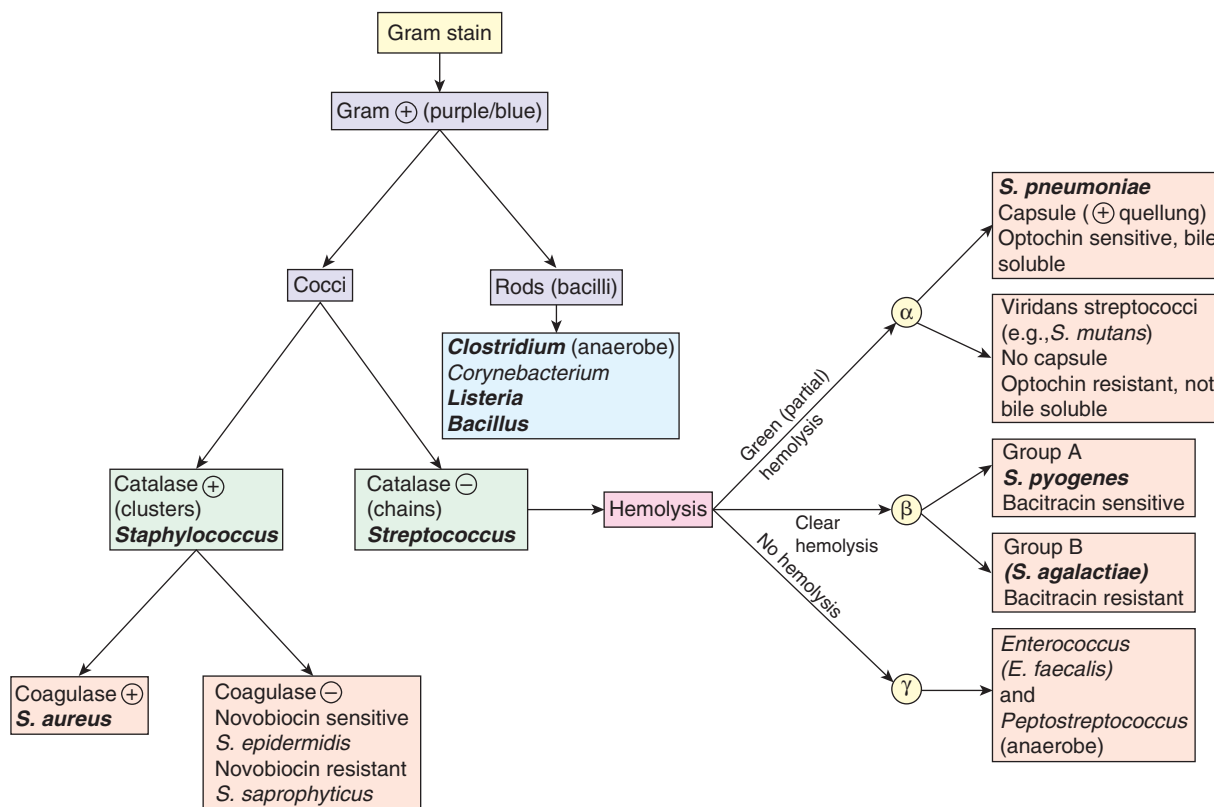 Gram stain
Gram ⊕ (purple/blue)
Cocci
Rods (bacilli)
Clostridium (anaerobe)
Corynebacterium
Listeria
Bacillus
Catalase ⊕
(clusters)
Staphylococcus
Catalase ⊖
(chains)
Streptococcus
Coagulase ⊕
S. aureus
Coagulase ⊖
Novobiocin sensitive
S. epidermidis
Novobiocin resistant
S. saprophyticus
Hemolysis
Green (partial)
hemolysis
Clear
hemolysis
No hemolysis
α
S. pneumoniae
Capsule (⊕ quellung)
Optochin sensitive, bile
soluble
Viridans streptococci
(e.g.,S. mutans)
No capsule
Optochin resistant, not
bile soluble
β
Group A
S. pyogenes
Bacitracin sensitive
Group B
(S. agalactiae)
Bacitracin resistant
γ
Enterococcus
(E. faecalis)
and
Peptostreptococcus
(anaerobe)